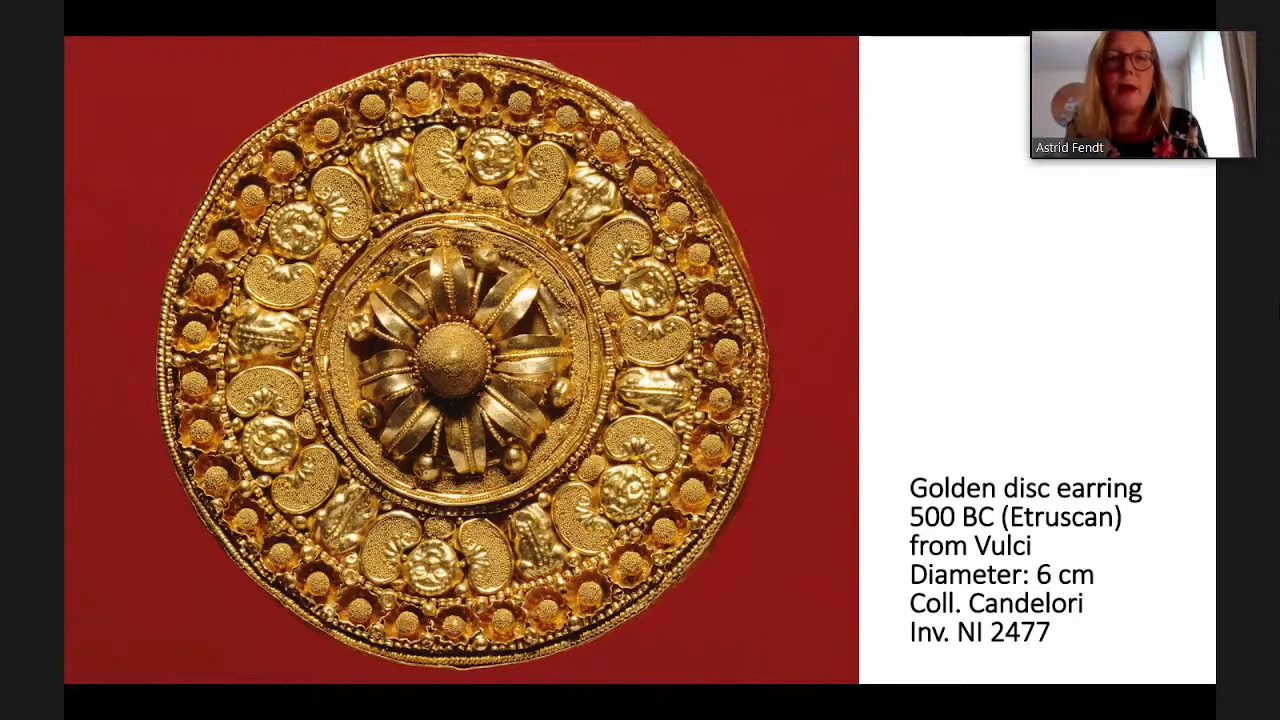 Astrid Fendt
Golden disc earring
500 BC (Etruscan)
from Vulci
Diameter: 6 cm
Coll. Candelori
Inv. NI 2477